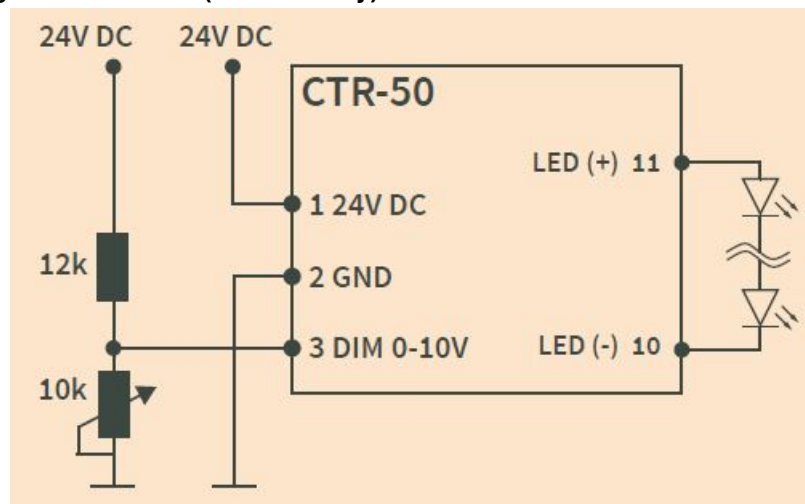 24V DC 24V DC
CTR-50
LED (+) 11
1 24V DC
12k
2 GND
3 DIM 0-10V
LED (-) 10
10k